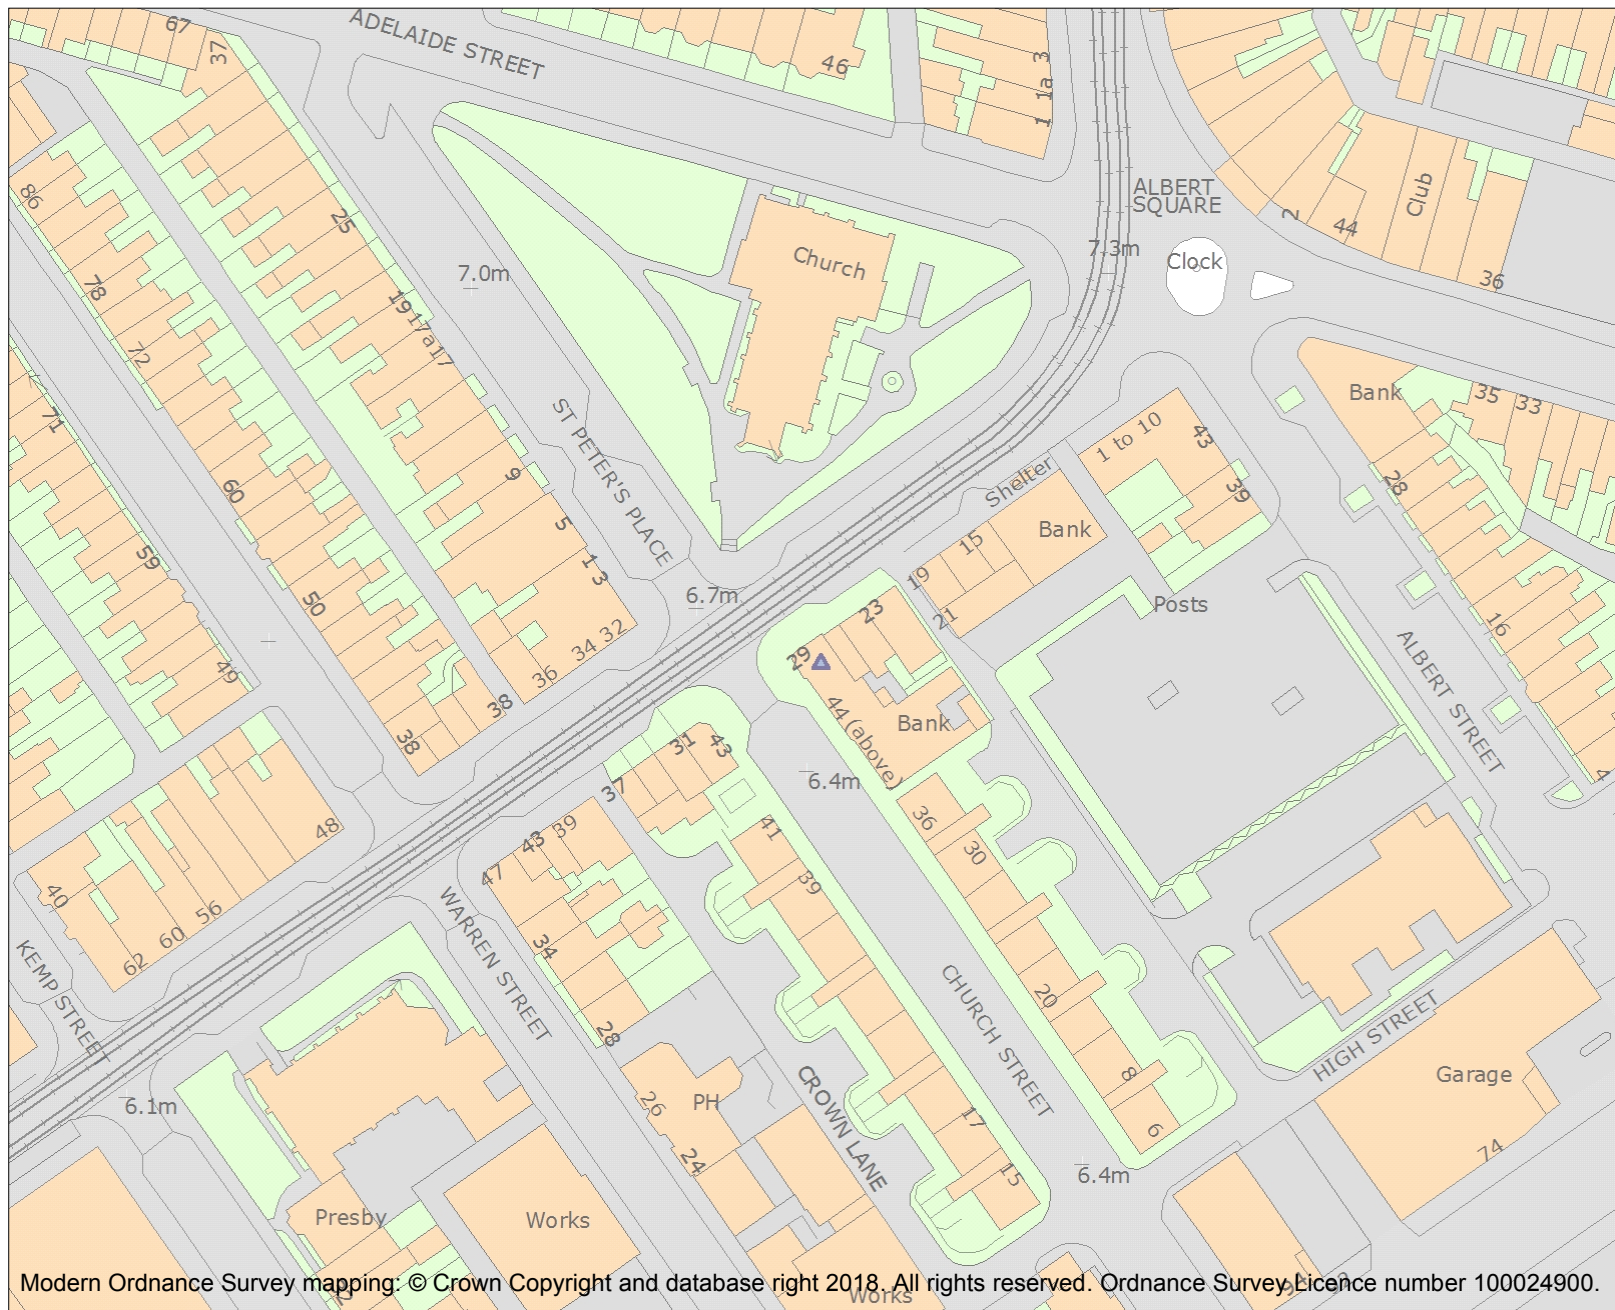 67
37
ADELAIDE STREET
46
3
1a
1
ALBERT
SQUARE
2
44
Club
36
86
25
Church
7.3m
Clock
7.0m
78
19
17a
17
72
Bank
35
33
71
ST PETER'S PLACE
1 to 10
43
39
28
9
60
Shelter
Bank
15
5
59
1
3
19
21
6.7m
23
Posts
50
34
32
29
16
49
36
38
44 (above)
Bank
ALBERT STREET
38
31
43
6.4m
4
37
48
43
39
47
41
36
30
39
40
56
60
62
34
WARREN STREET
KEMP STREET
20
CHURCH STREET
28
HIGH STREET
8
Garage
6.1m
26
PH
CROWN LANE
17
6
24
15
6.4m
74
Presby
Works
Works
Modern Ordnance Survey mapping: © Crown Copyright and database right 2018. All rights reserved. Ordnance Survey Licence number 100024900.